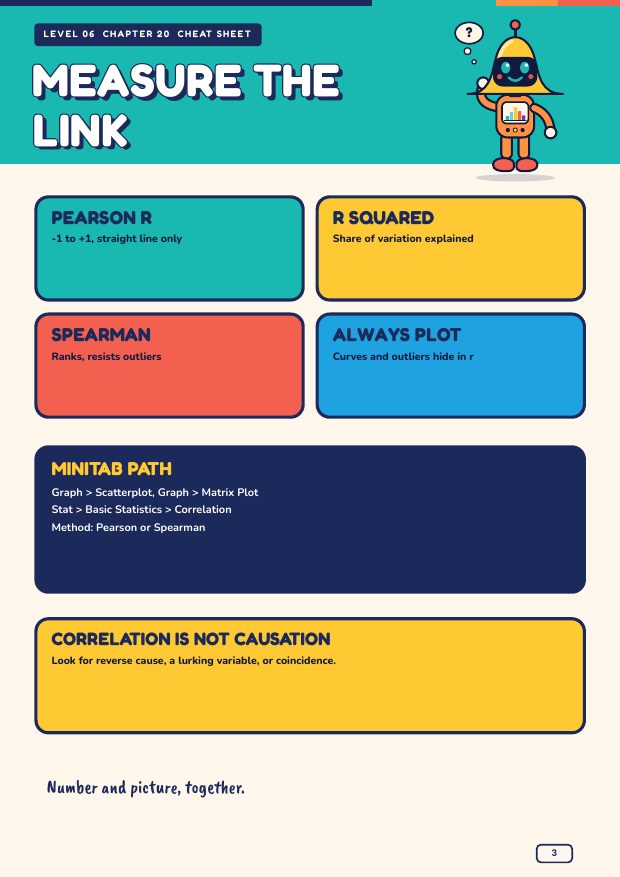 LEVEL 06 CHAPTER 20 CHEAT SHEET
MEASURE THE
LINK
?
PEARSON R
-1 to +1, straight line only
R SQUARED
Share of variation explained
SPEARMAN
Ranks, resists outliers
ALWAYS PLOT
Curves and outliers hide in r
MINITAB PATH
Graph > Scatterplot, Graph > Matrix Plot
Stat > Basic Statistics > Correlation
Method: Pearson or Spearman
CORRELATION IS NOT CAUSATION
Look for reverse cause, a lurking variable, or coincidence.
Number and picture, together.
3